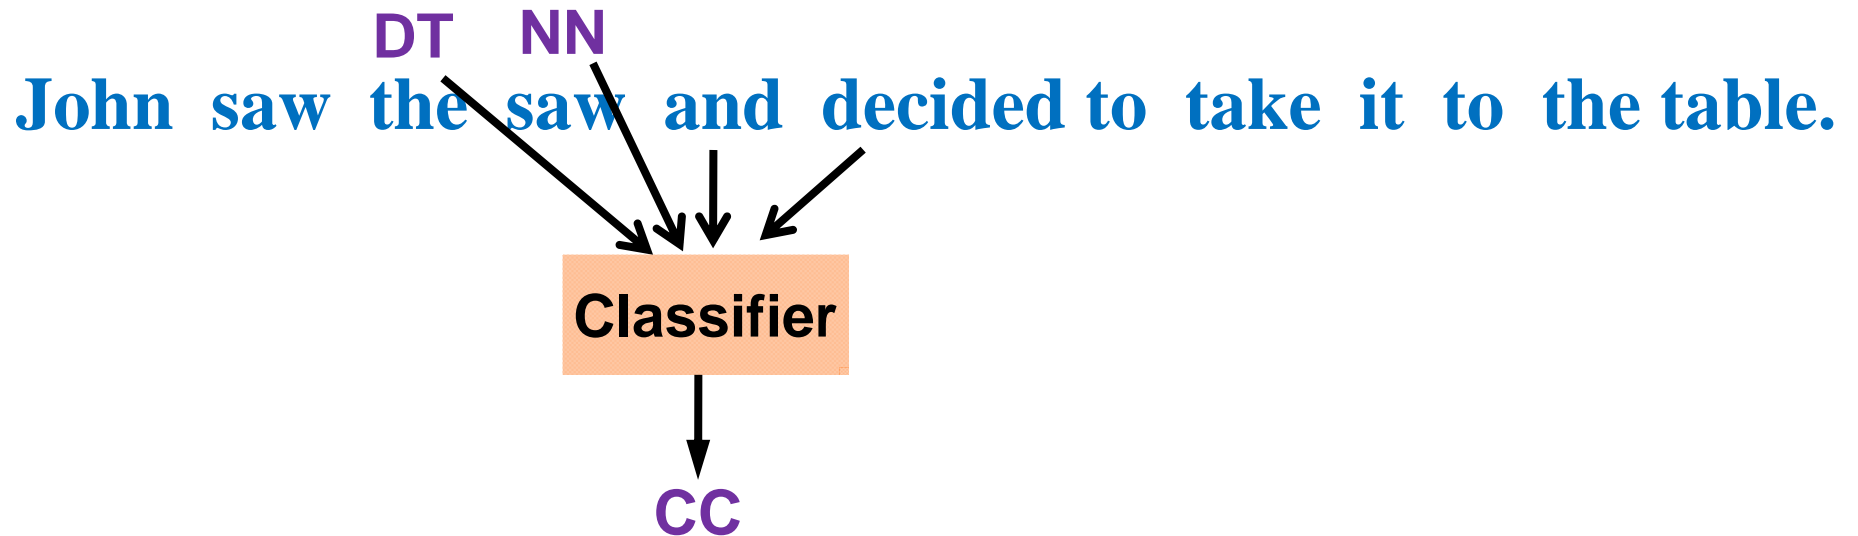 DT NN
John saw the saw and decided to take it to the table.
Classifier
CC